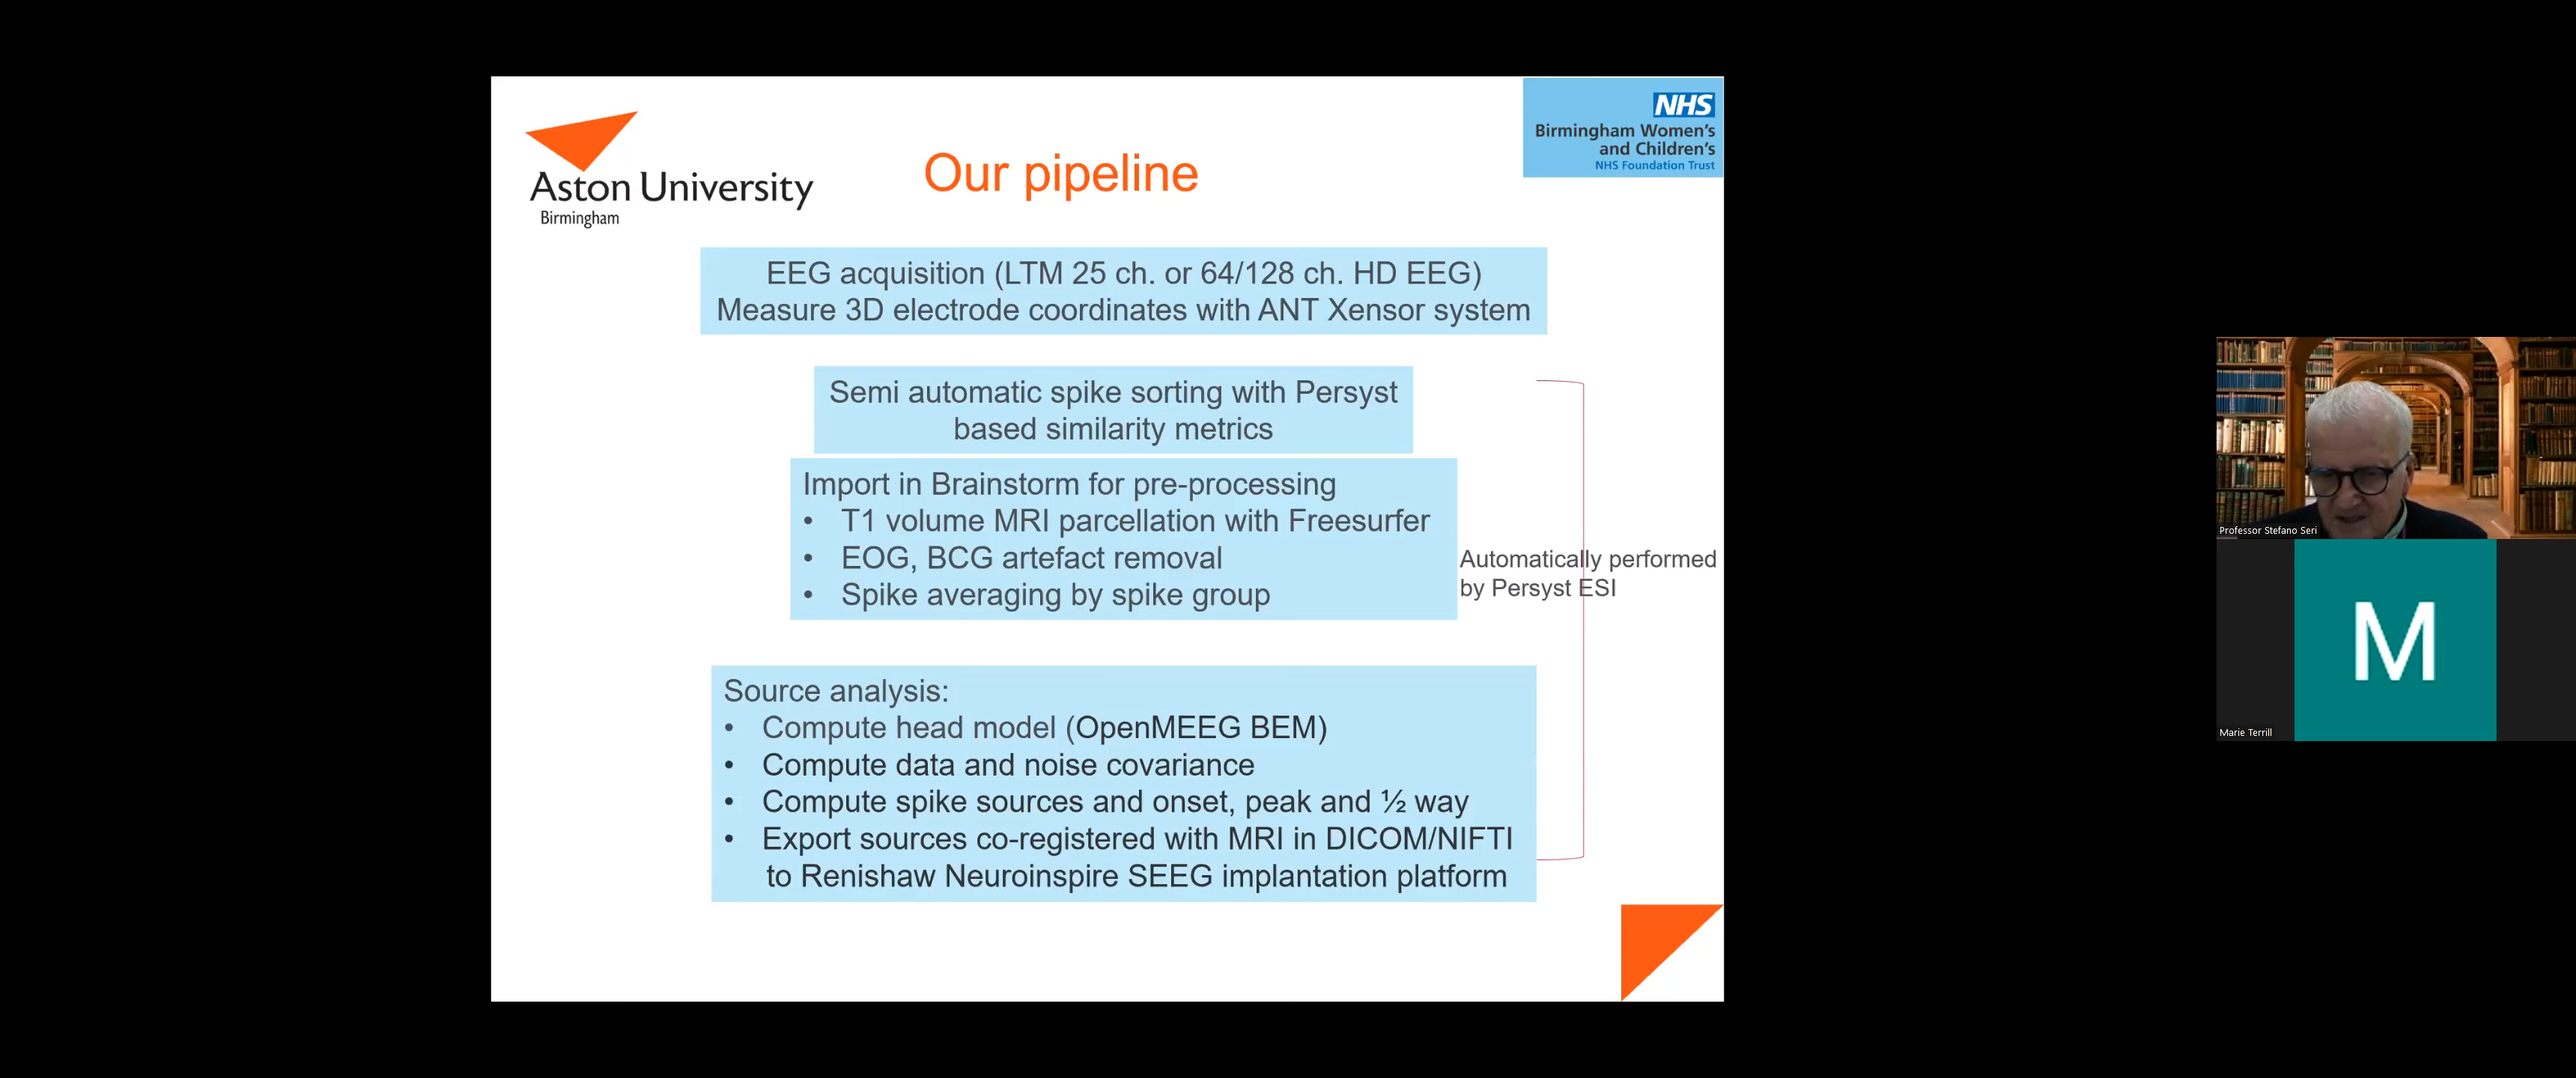 Aston University
Birmingham
Our pipeline
NHS
Birmingham Women's
and Children's
NHS Foundation Trust
EEG acquisition (LTM 25 ch. or 64/128 ch. HD EEG)
Measure 3D electrode coordinates with ANT Xensor system
Semi automatic spike sorting with Persyst
based similarity metrics
Import in Brainstorm for pre-processing
• T1 volume MRI parcellation with Freesurfer
• EOG, BCG artefact removal
• Spike averaging by spike group
Automatically performed
by Persyst ESI
Source analysis:
• Compute head model (OpenMEEG BEM)
• Compute data and noise covariance
• Compute spike sources and onset, peak and ½ way
• Export sources co-registered with MRI in DICOM/NIFTI
to Renishaw Neuroinspire SEEG implantation platform
Professor Stefano Seri
M
Marie Terrill